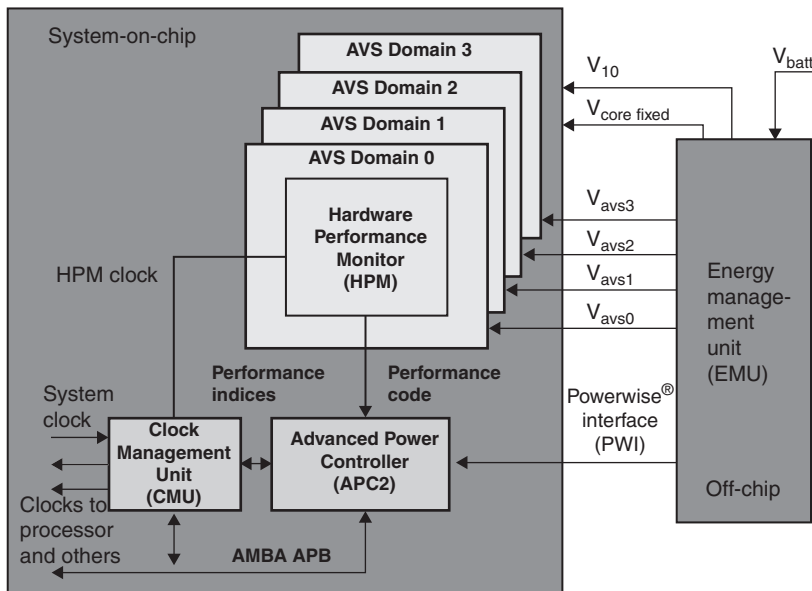 System-on-chip
AVS Domain 3
AVS Domain 2
AVS Domain 1
AVS Domain 0
Hardware
Performance
Monitor
(HPM)
HPM clock
V10
Vcore fixed
Vbatt
Vavs3
Vavs2
Vavs1
Vavs0
Energy
manage-
ment
unit
(EMU)
Off-chip
Performance
indices
Performance
code
Powerwise®
interface
(PWI)
System
clock
Clock
Management
Unit
(CMU)
Advanced Power
Controller
(APC2)
Clocks to
processor
and others
AMBA APB